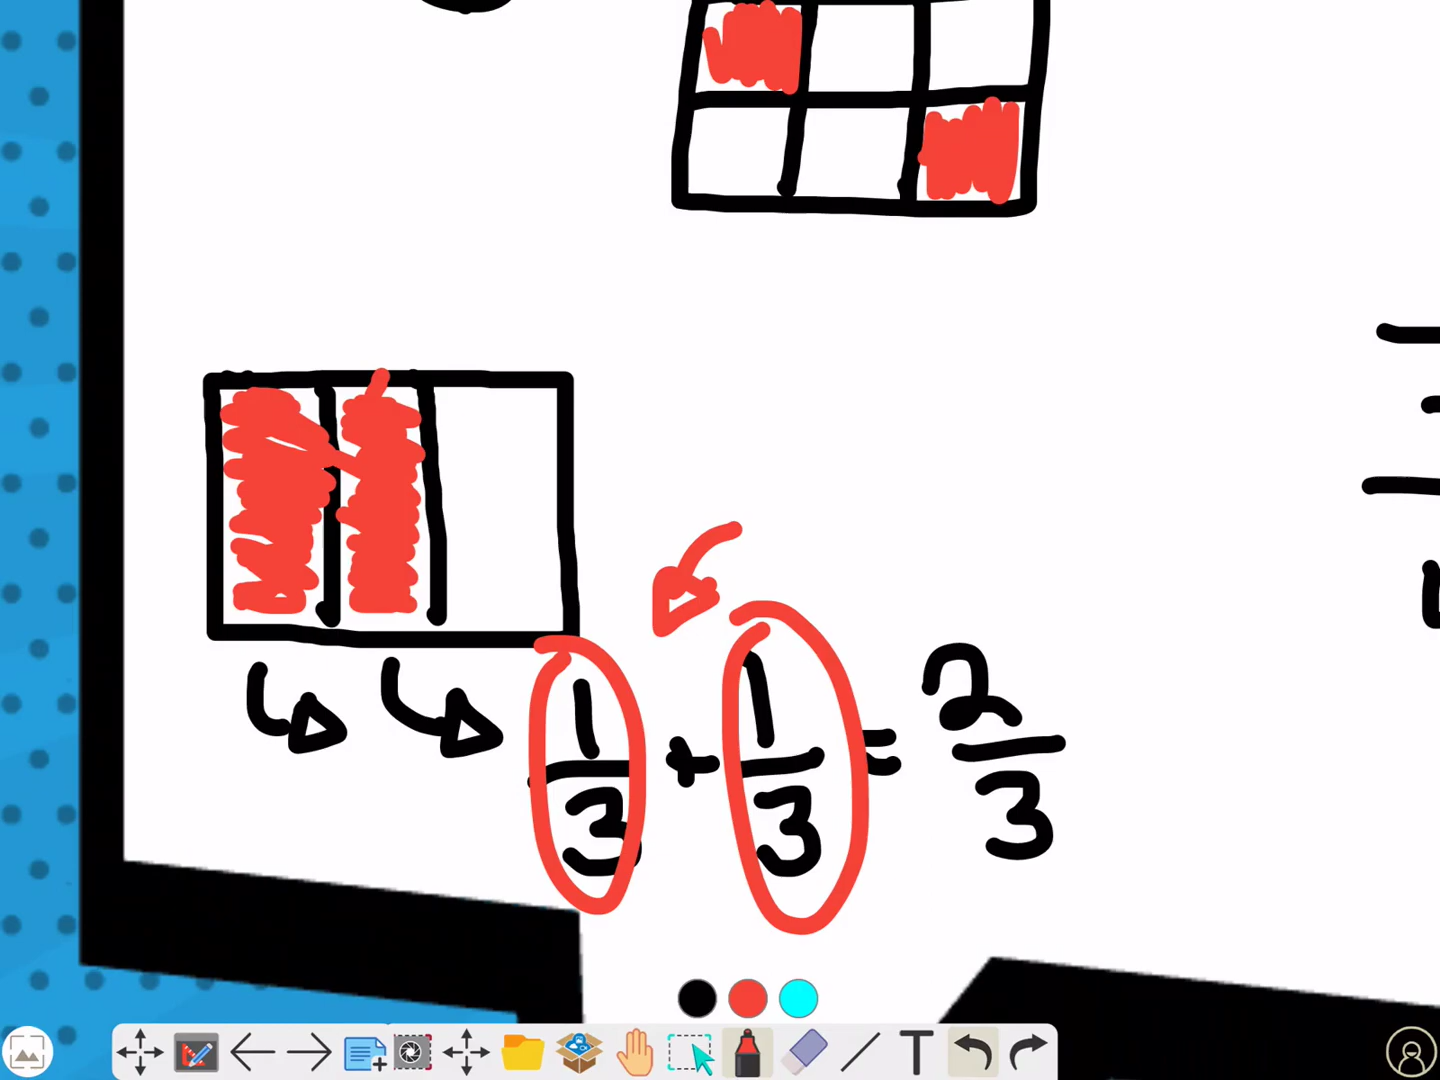 1/3 + 1/3 = 2/3
T